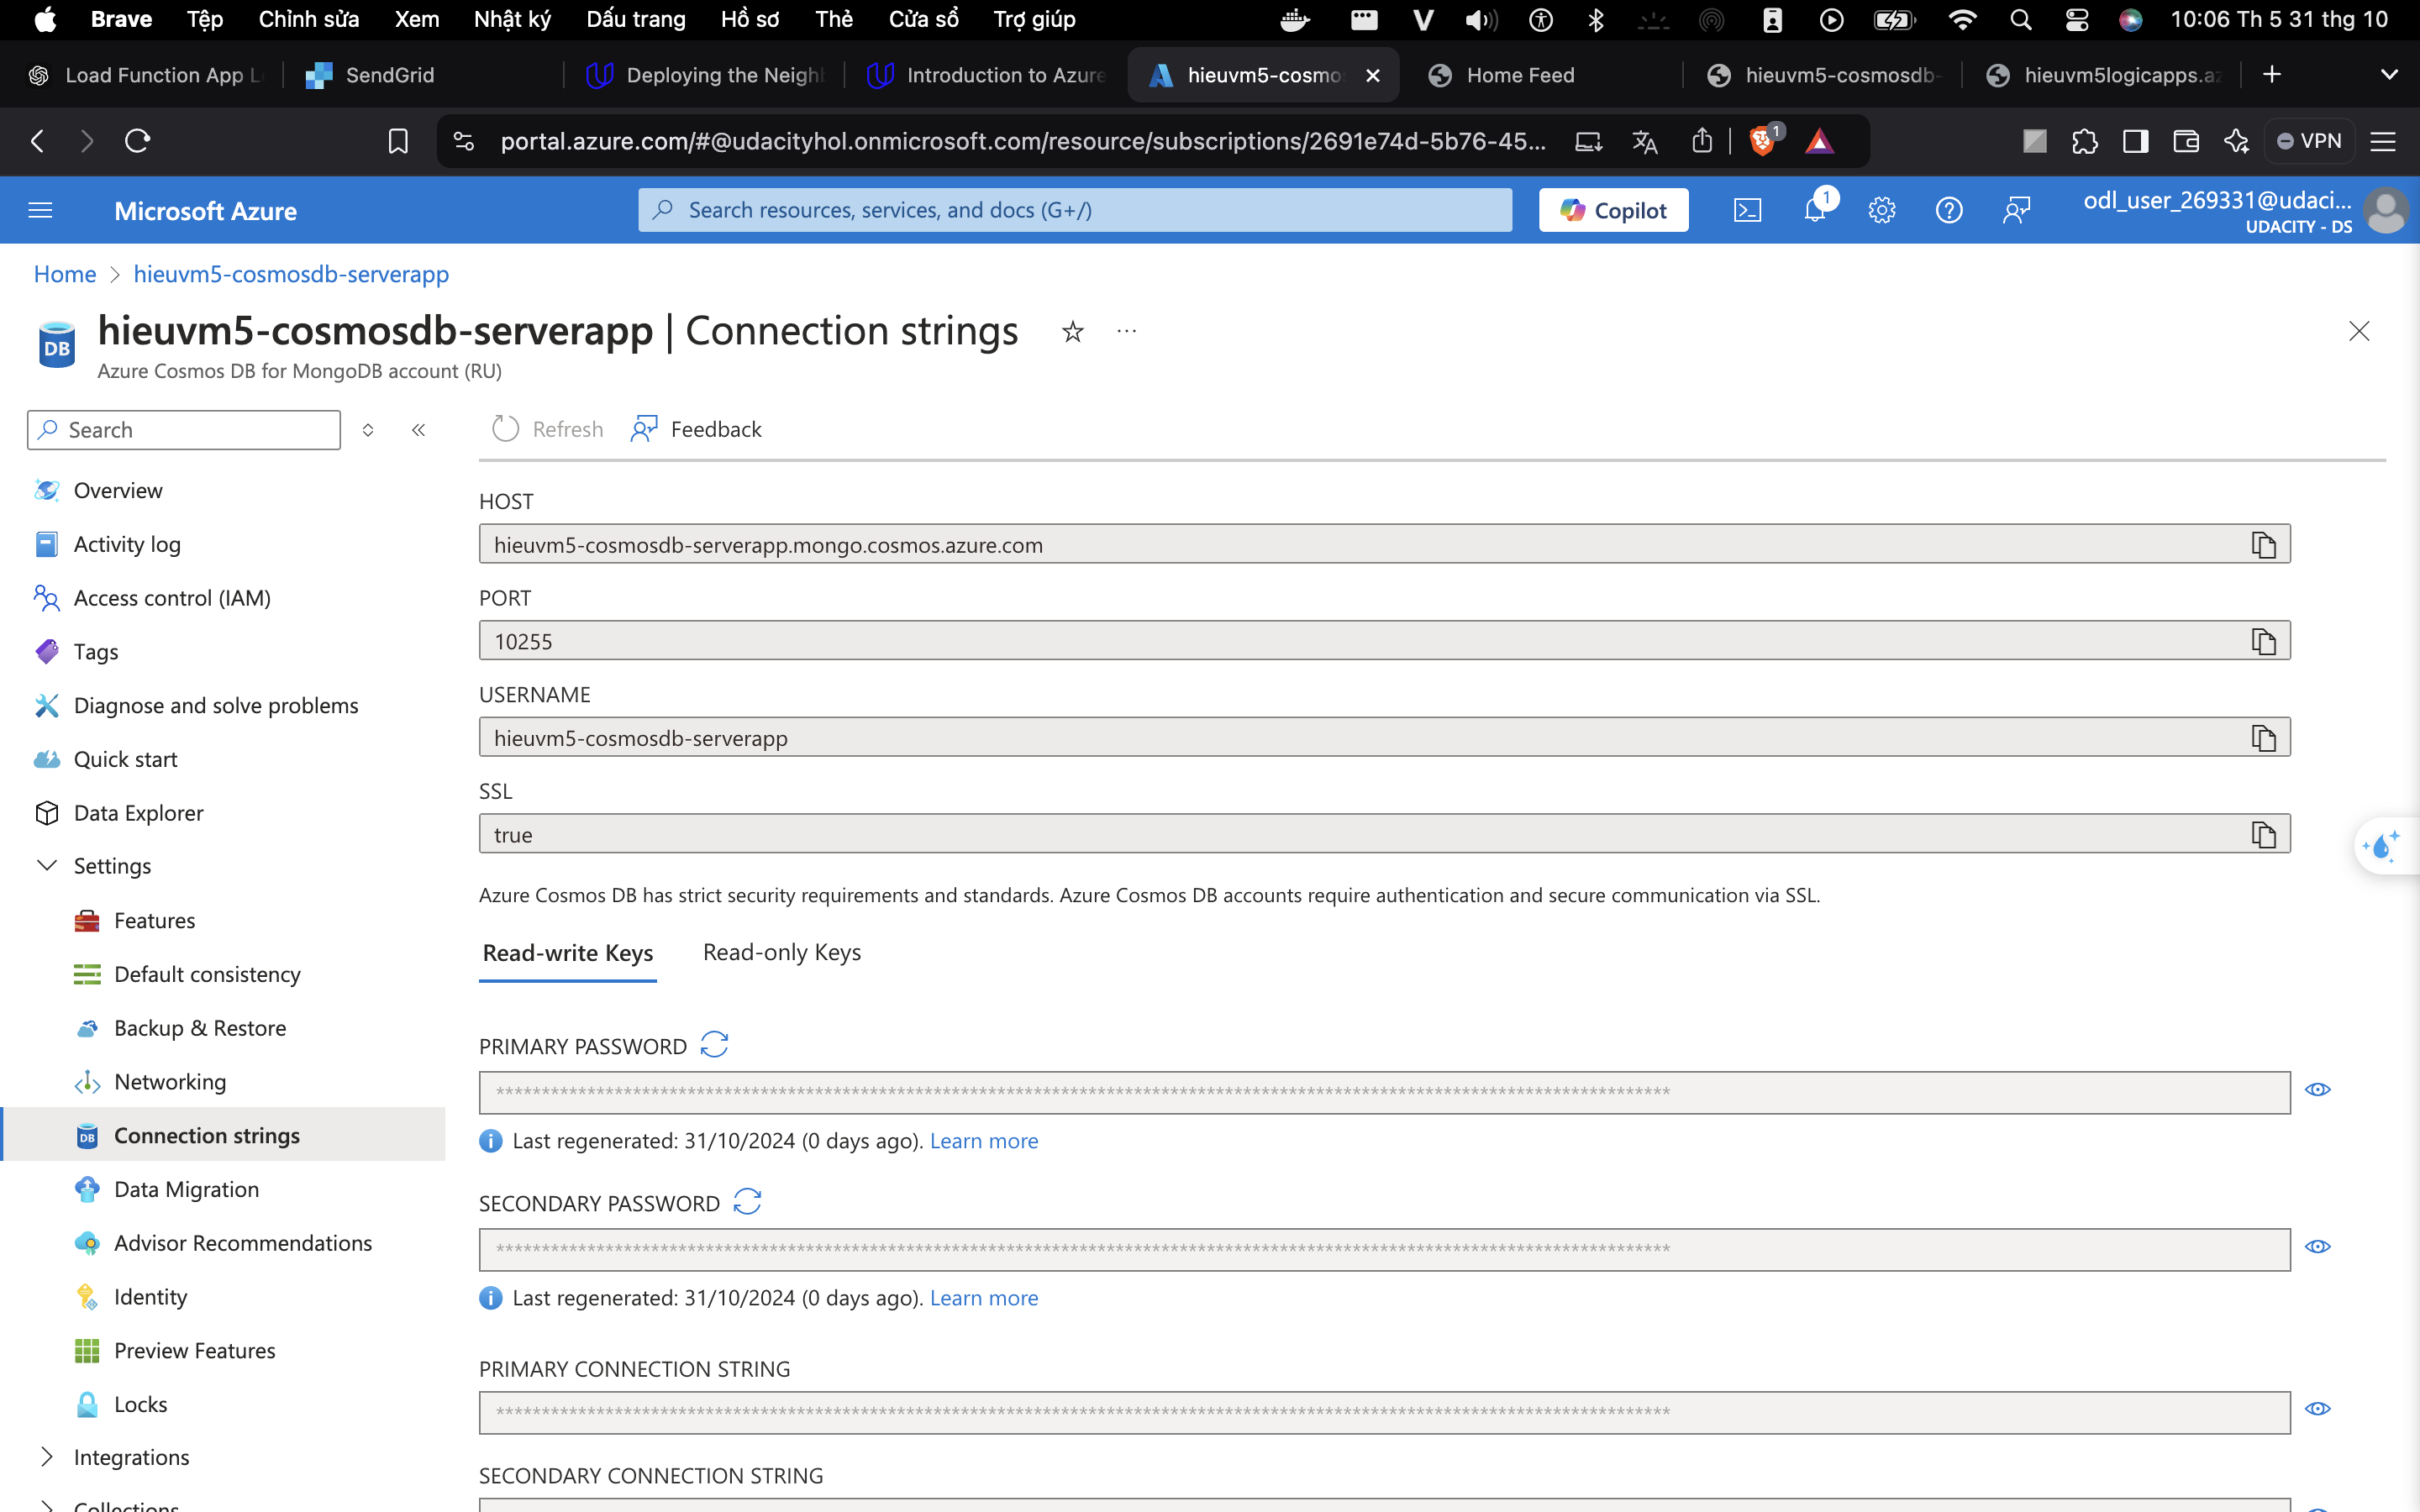 Brave Tệp Chỉnh sửa Xem Nhật ký Dấu trang Hồ sơ Thẻ Cửa sổ Trợ giúp 10:06 Th 5 31 thg 10
Load Function App L SendGrid Deploying the Neighb Introduction to Azure hieuvm5-cosmo Home Feed hieuvm5-cosmosdb- hieuvm5logicapps.az
portal.azure.com/#@udacityhol.onmicrosoft.com/resource/subscriptions/2691e74d-5b76-45... 1 VPN
Microsoft Azure Search resources, services, and docs (G+/) Copilot 1 odl_user_269331@udaci...
UDACITY - DS
Home > hieuvm5-cosmosdb-serverapp
DB hieuvm5-cosmosdb-serverapp | Connection strings ...
Azure Cosmos DB for MongoDB account (RU)
Search
Refresh Feedback
Overview
Activity log
Access control (IAM)
Tags
Diagnose and solve problems
Quick start
Data Explorer
Settings
Features
Default consistency
Backup & Restore
Networking
DB Connection strings
Data Migration
Advisor Recommendations
Identity
Preview Features
Locks
Integrations
Collections
HOST
hieuvm5-cosmosdb-serverapp.mongo.cosmos.azure.com
PORT
10255
USERNAME
hieuvm5-cosmosdb-serverapp
SSL
true
Azure Cosmos DB has strict security requirements and standards. Azure Cosmos DB accounts require authentication and secure communication via SSL.
Read-write Keys Read-only Keys
PRIMARY PASSWORD
Last regenerated: 31/10/2024 (0 days ago). Learn more
SECONDARY PASSWORD
Last regenerated: 31/10/2024 (0 days ago). Learn more
PRIMARY CONNECTION STRING
SECONDARY CONNECTION STRING